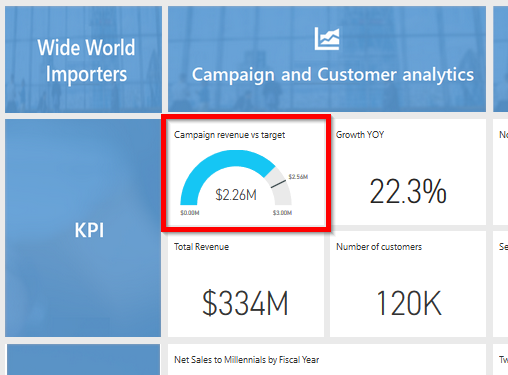 Wide World
Importers
Campaign and Customer analytics
Campaign revenue vs target
$2.56M
$2.26M
$0.00M
$3.00M
Growth YOY
22.3%
KPI
Total Revenue
$334M
Number of customers
120K
Net Sales to Millennials by Fiscal Year